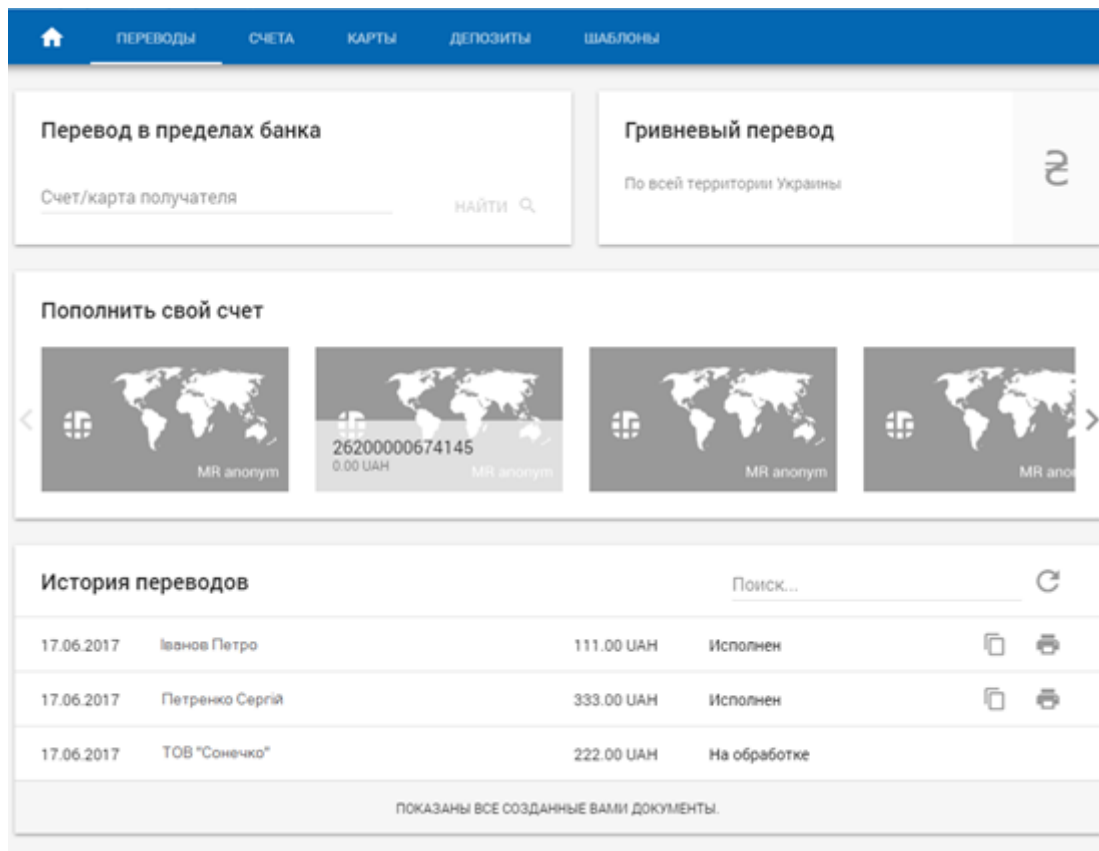 ПЕРЕВОДЫ СЧЕТА КАРТЫ ДЕПОЗИТЫ ШАБЛОНЫ
Перевод в пределах банка
Счет/карта получателя НАЙТИ
Гривневый перевод
По всей территории Украины
₴
Пополнить свой счет
MR anonym
26200000674145
0.00 UAH
MR anonym
MR anonym
MR anon
История переводов Поиск...
17.06.2017 Іванов Петро 111.00 UAH Исполнен
17.06.2017 Петренко Сергій 333.00 UAH Исполнен
17.06.2017 ТОВ "Сонечко" 222.00 UAH На обработке
ПОКАЗАНЫ ВСЕ СОЗДАННЫЕ ВАМИ ДОКУМЕНТЫ.